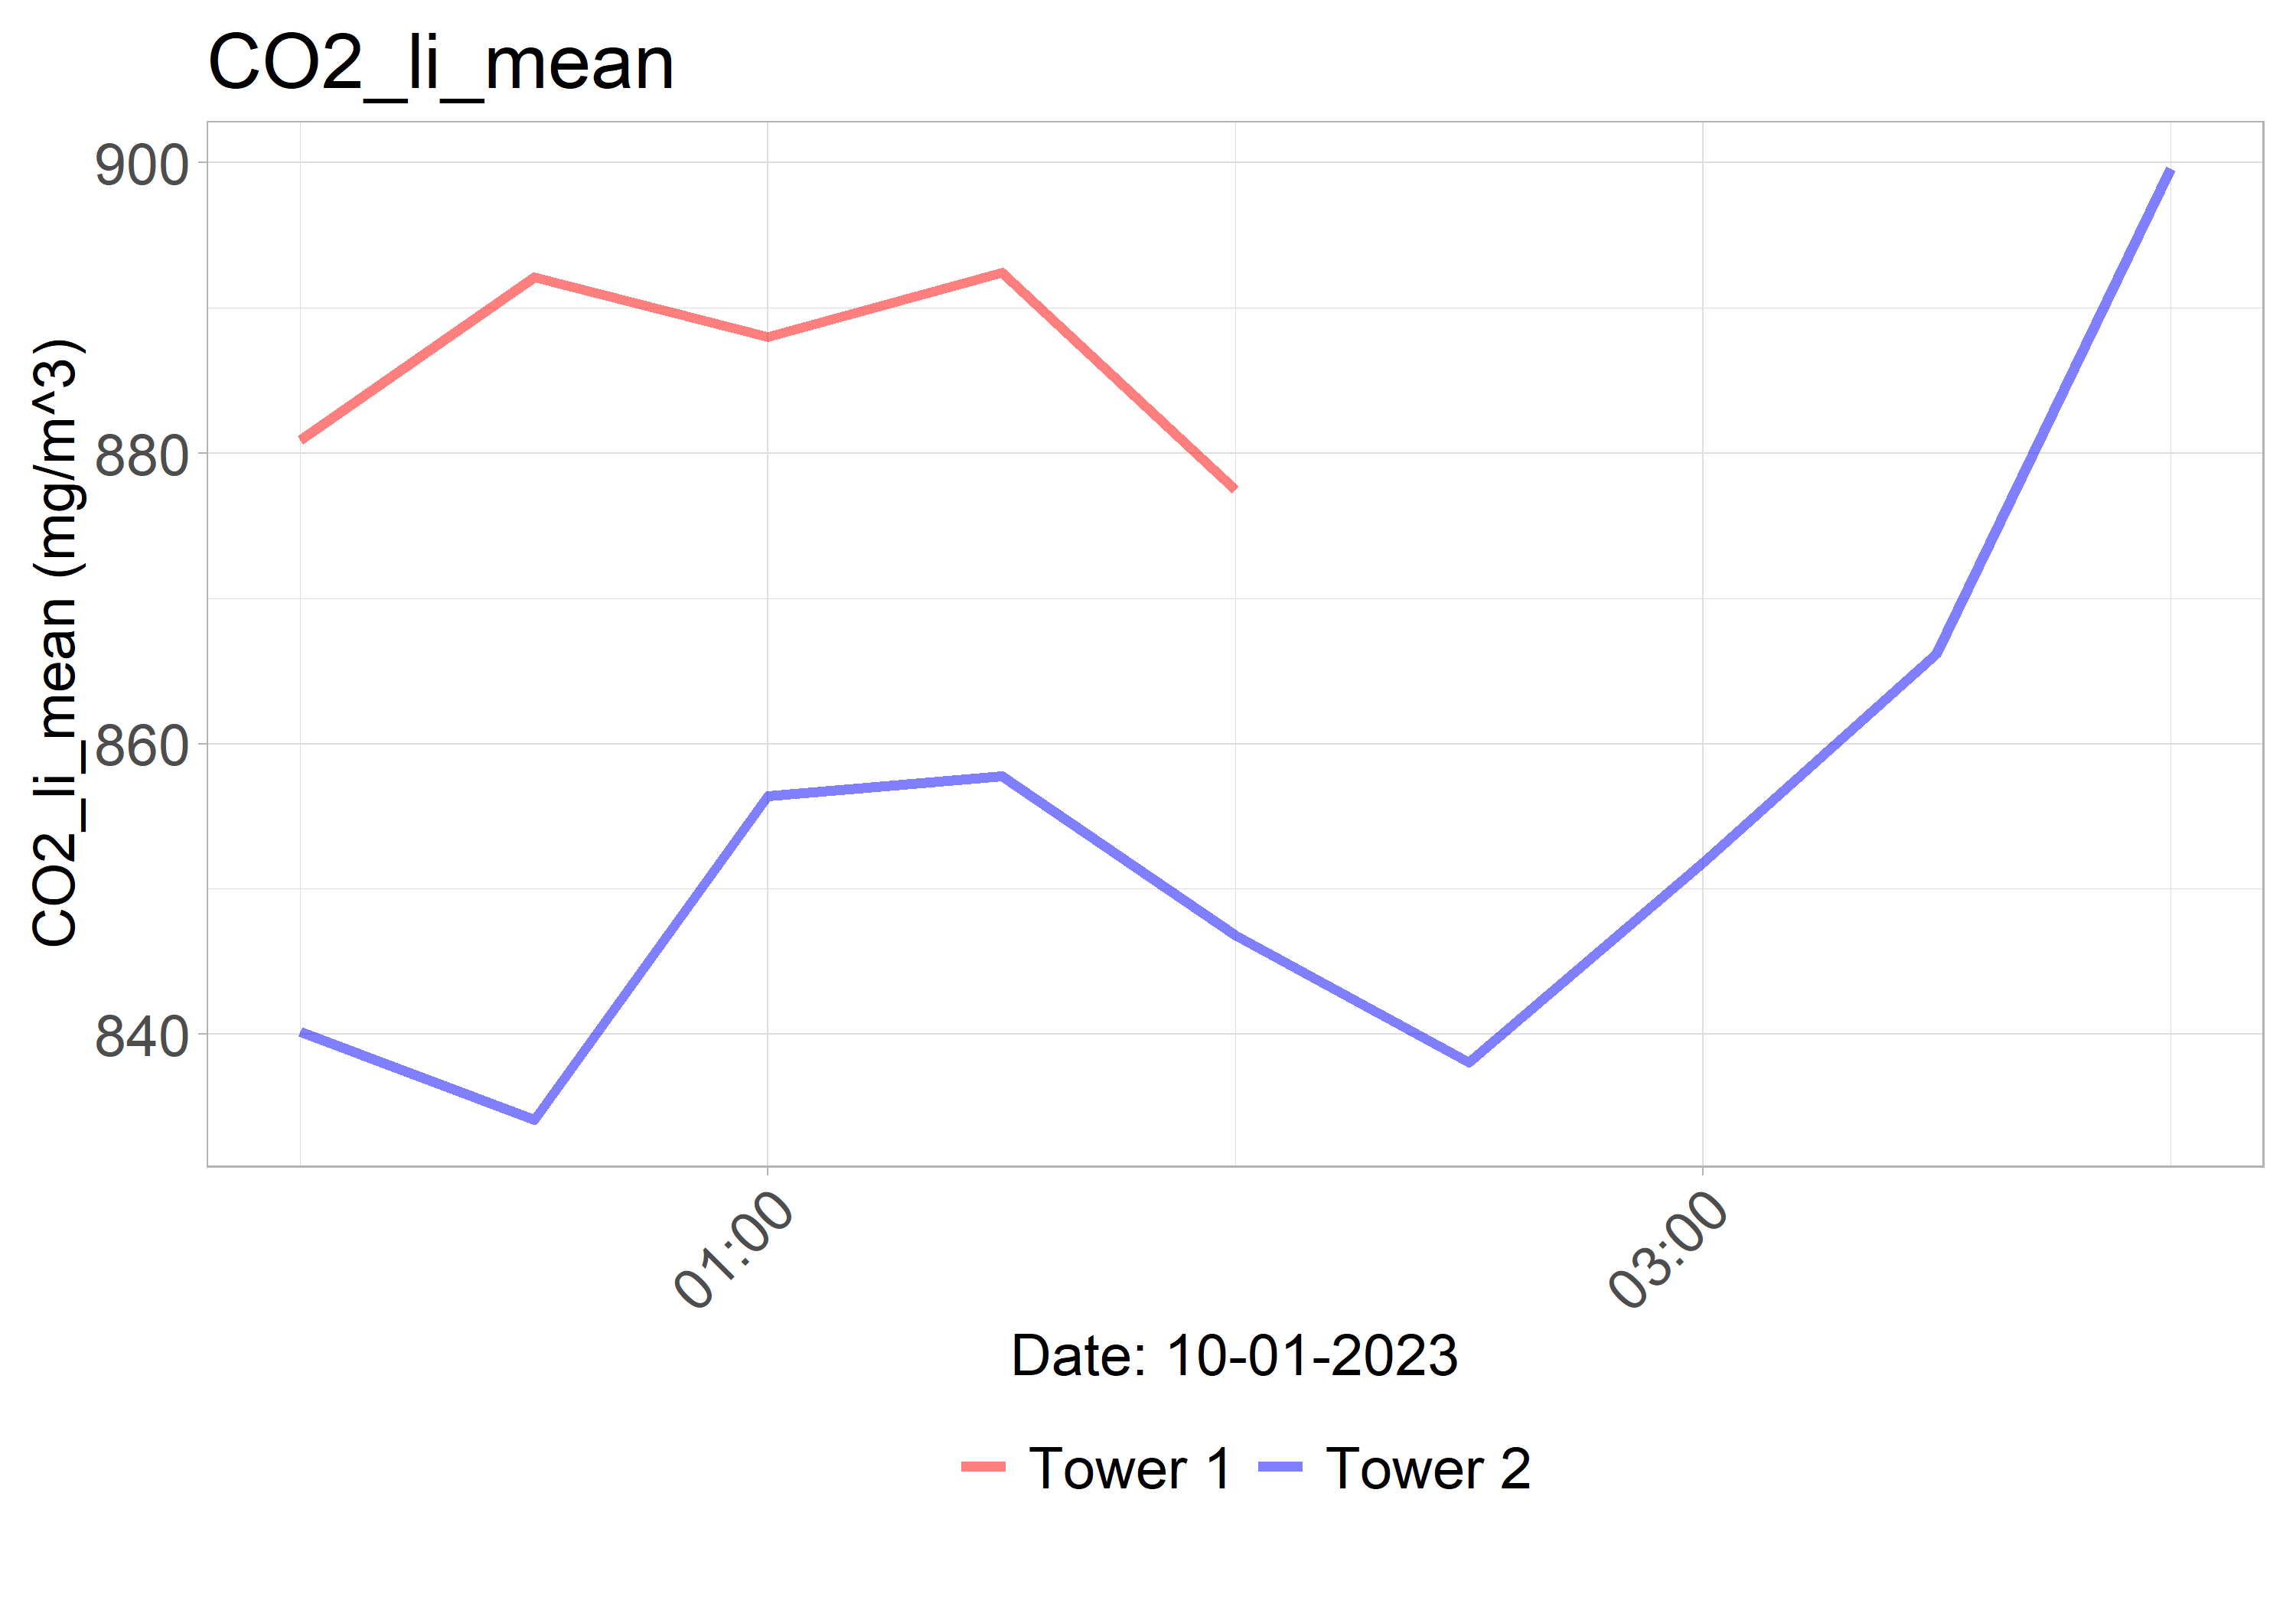 CO2_li_mean
CO2_li_mean (mg/m^3)
900
880
860
840
01:00
03:00
Date: 10-01-2023
Tower 1
Tower 2